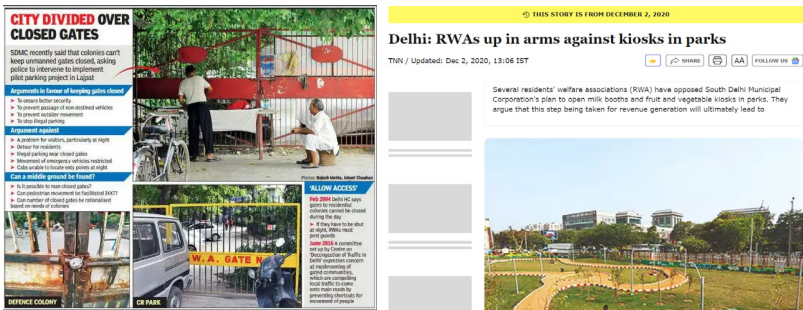 CITY DIVIDED OVER
CLOSED GATES
SDMC recently said that colonies can't
keep unmanned gates closed, asking
police to intervene to implement
pilot parking project in Lajpat
Arguments in favour of keeping gates closed
► To ensure better security
► To prevent passage of non-destined vehicles
► To prevent outsider movement
► To stop illegal parking
Argument against
► A problem for visitors, particularly at night
► Detour for residents
► Illegal parking near closed gates
► Movement of emergency vehicles restricted
► Cabs unable to locate entry points at night
Can a middle ground be found?
► Is it possible to man closed gates?
► Can pedestrian movement be facilitated 24X7?
► Can number of closed gates be rationalised
based on needs of colonies
DEFENCE COLONY
Photos: Rajesh Mehta,
W. A. GATE N
CR PARK
'ALLOW ACCESS'
Feb 2004 Delhi HC says
gates to residential
colonies cannot be closed
during the day
► If they have to be shut
at night, RWAs must
post guards
June 2016 A committee
set up by Centre on
'Decongestion of Traffic in
Delhi' expresses concern
at mushrooming of
gated communities,
which are compelling
local traffic to come
onto main roads by
preventing shortcuts for
movement of people
THIS STORY IS FROM DECEMBER 2, 2020
Delhi: RWAs up in arms against kiosks in parks
TNN / Updated: Dec 2, 2020, 13:06 IST
SHARE
AA
FOLLOW US
Several residents' welfare associations (RWA) have opposed South Delhi Municipal
Corporation's plan to open milk booths and fruit and vegetable kiosks in parks. They
argue that this step being taken for revenue generation will ultimately lead to